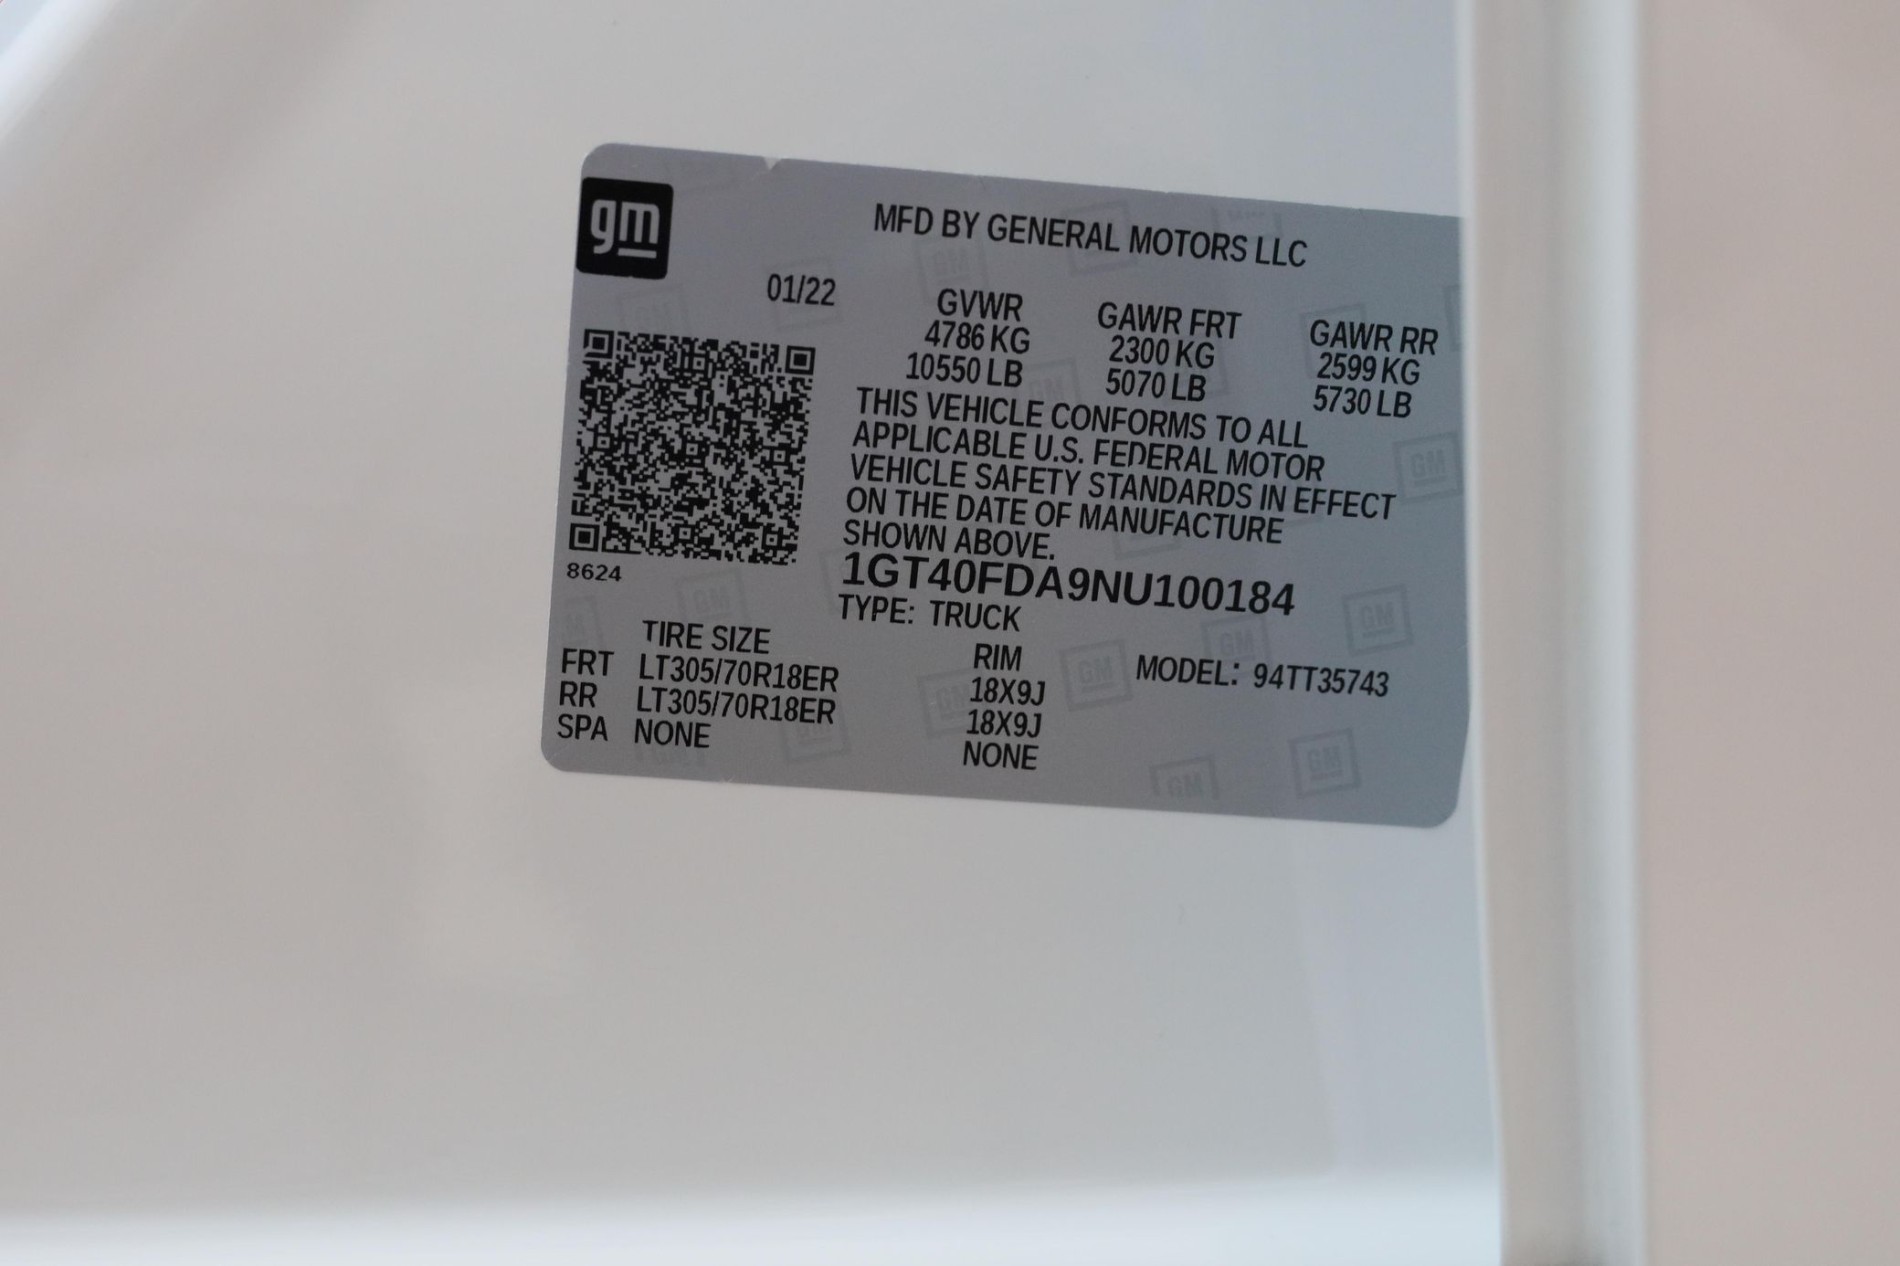 gm
MFD BY GENERAL MOTORS LLC
01/22
GVWR GAWR FRT GAWR RR
4786 KG 2300 KG 2599 KG
10550 LB 5070 LB 5730 LB
THIS VEHICLE CONFORMS TO ALL
APPLICABLE U.S. FEDERAL MOTOR
VEHICLE SAFETY STANDARDS IN EFFECT
ON THE DATE OF MANUFACTURE
SHOWN ABOVE.
8624
1GT40FDA9NU100184
TYPE: TRUCK
TIRE SIZE RIM MODEL: 94TT35743
FRT LT305/70R18ER 18X9J
RR LT305/70R18ER 18X9J
SPA NONE NONE